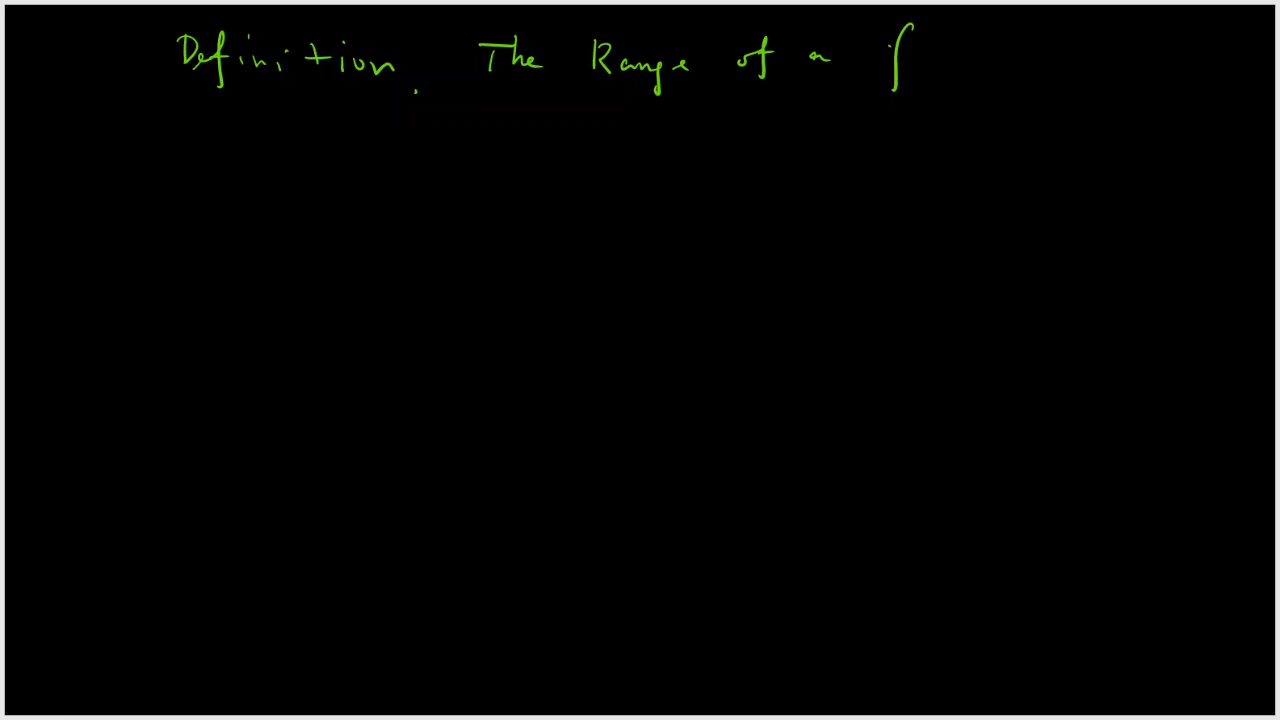 Definition. The Range of a f